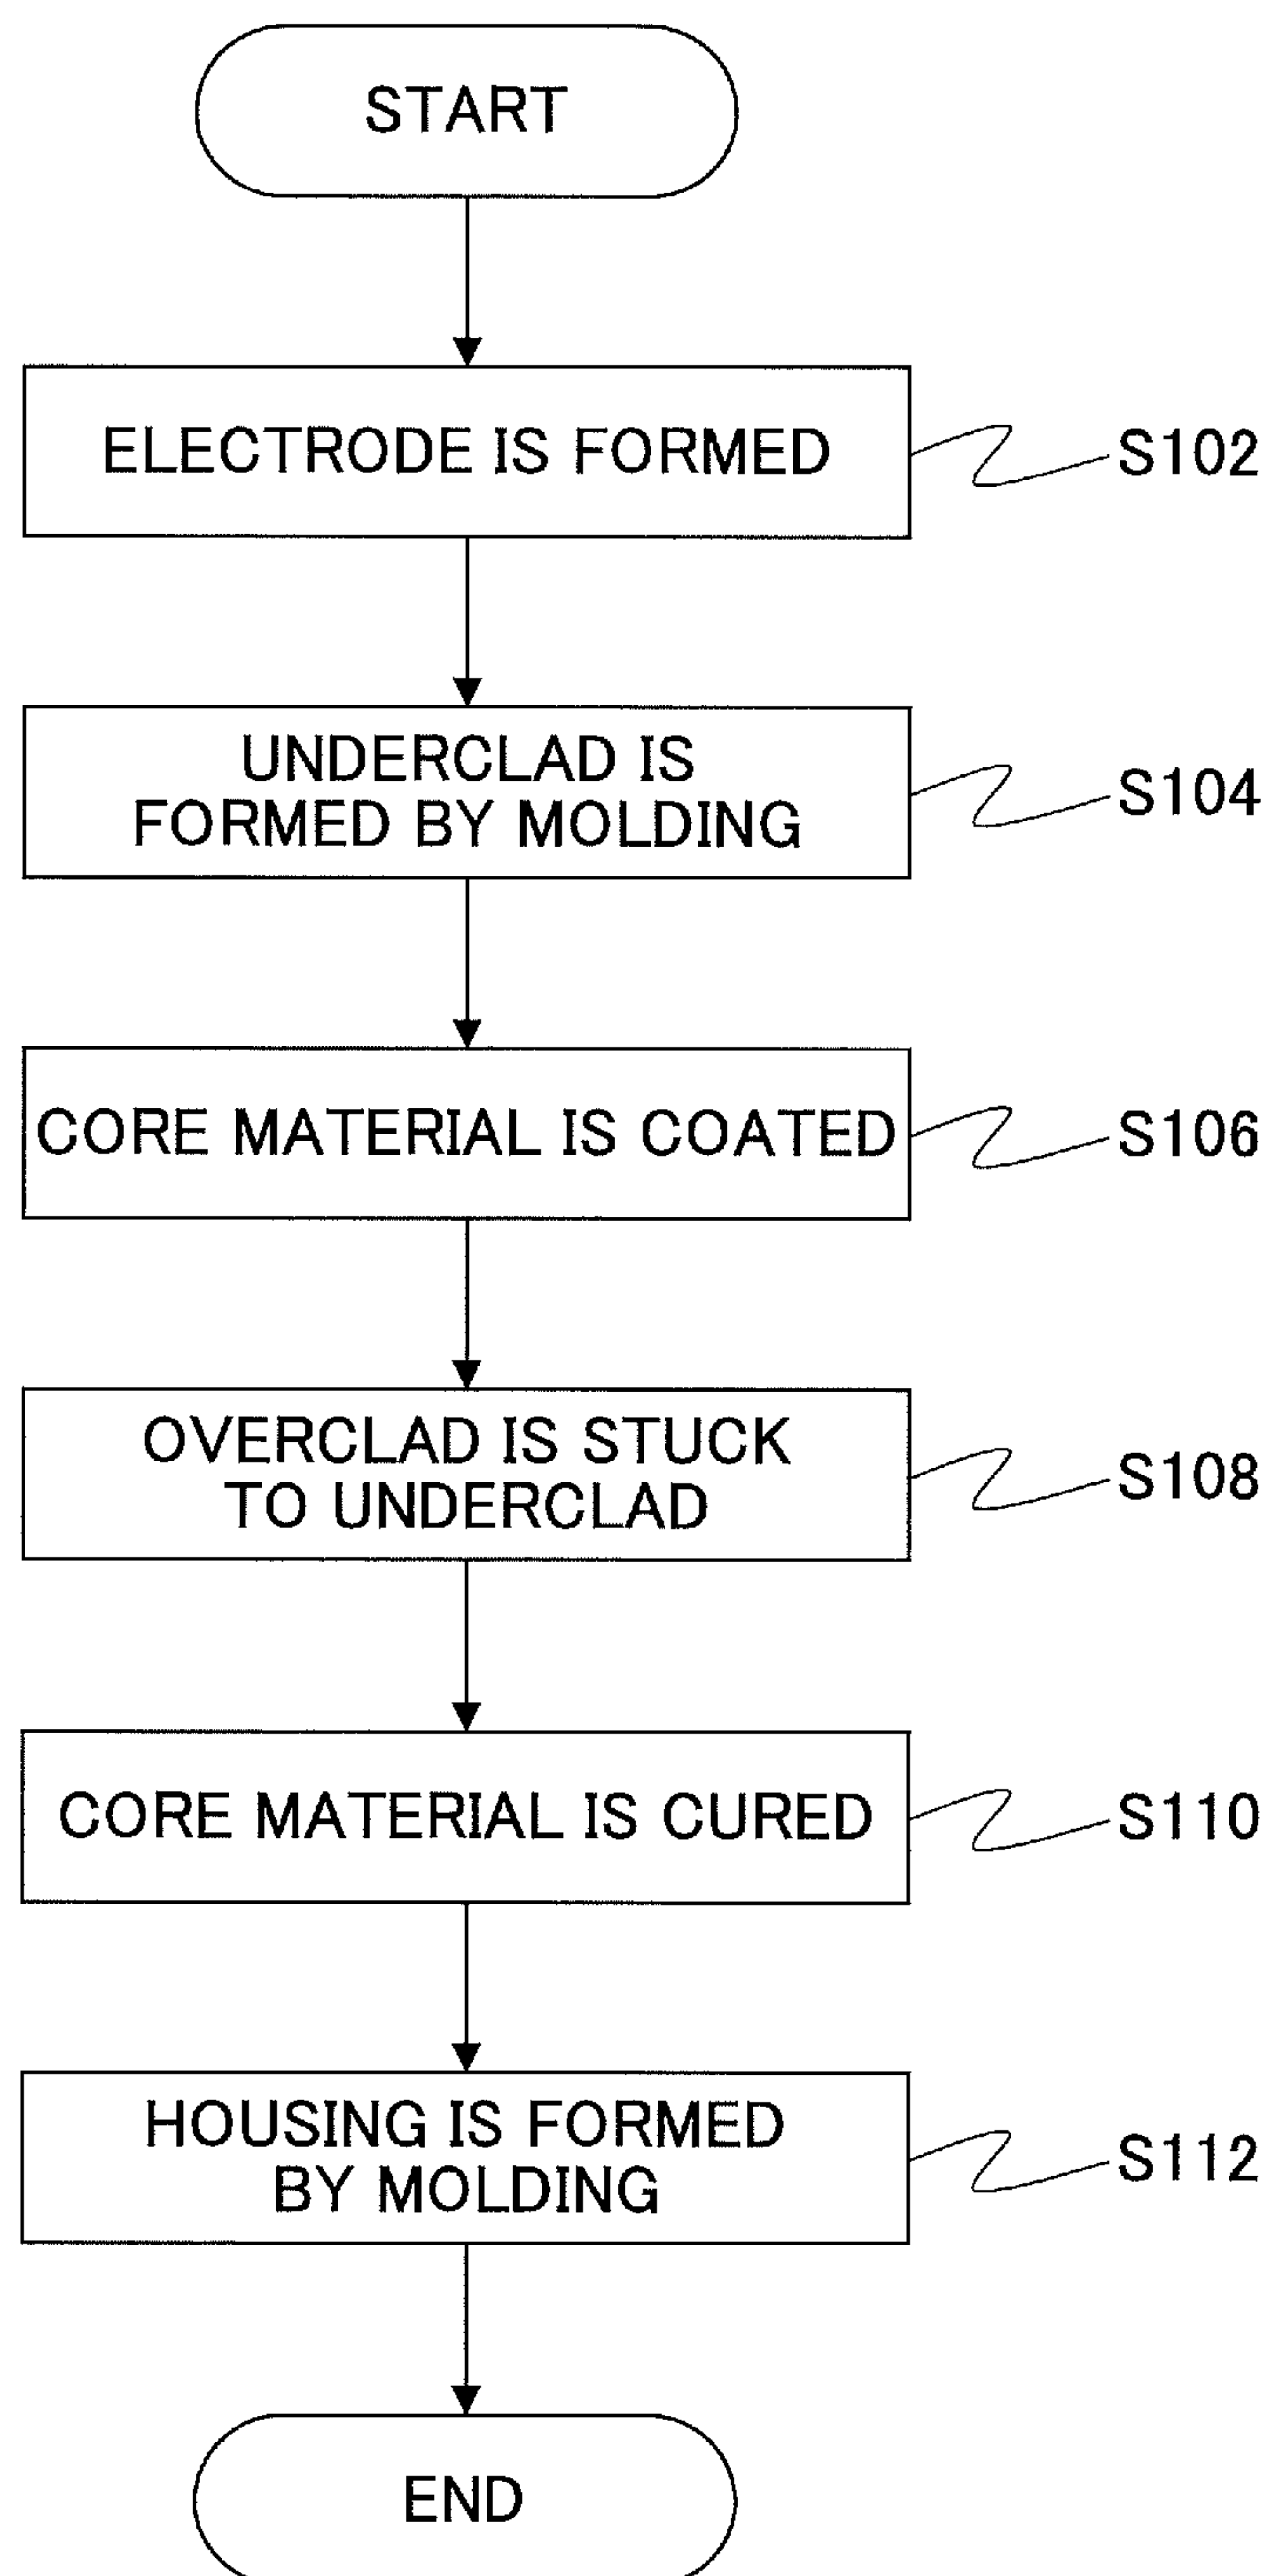 START
ELECTRODE IS FORMED
S102
UNDERCLAD IS
FORMED BY MOLDING
S104
CORE MATERIAL IS COATED
S106
OVERCLAD IS STUCK
TO UNDERCLAD
S108
CORE MATERIAL IS CURED
S110
HOUSING IS FORMED
BY MOLDING
S112
END